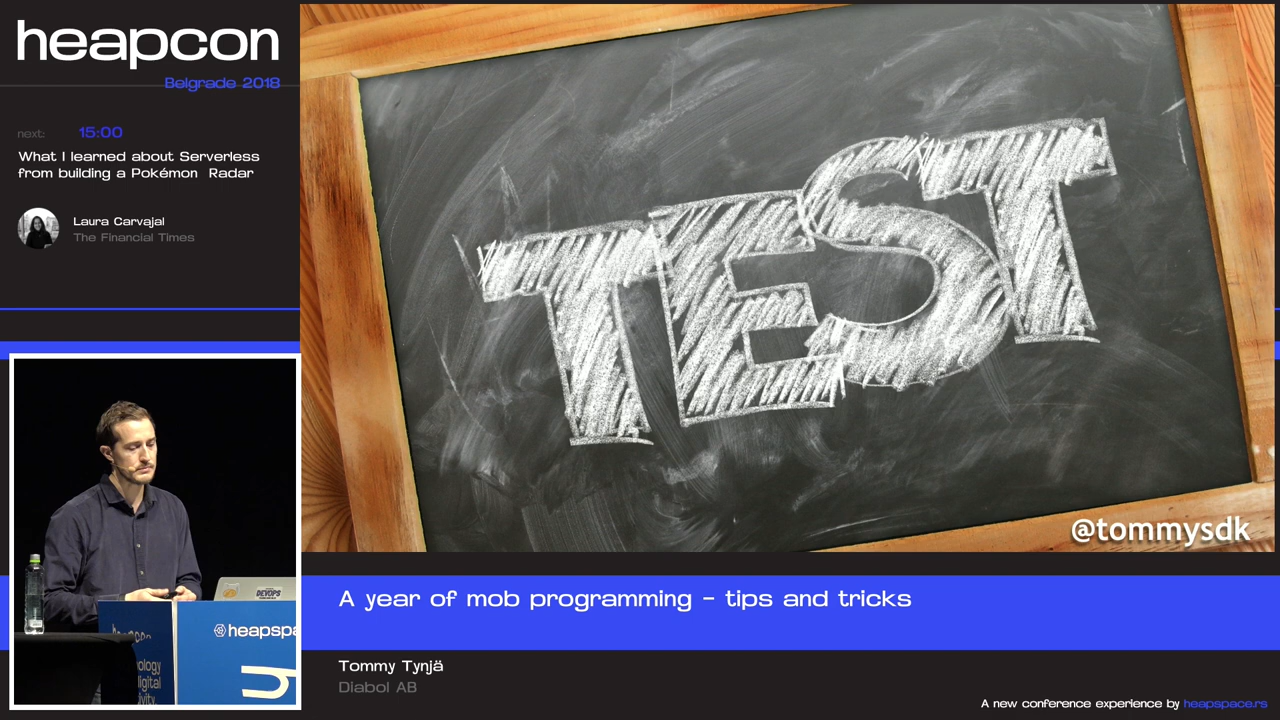 heapcon
Belgrade 2018
next: 15:00
What I learned about Serverless
from building a Pokémon Radar
Laura Carvajal
The Financial Times
TEST
@tommysdk
DEVOPS
heapspa
A year of mob programming - tips and tricks
Tommy Tynjä
Diabol AB
A new conference experience by heapspace.rs